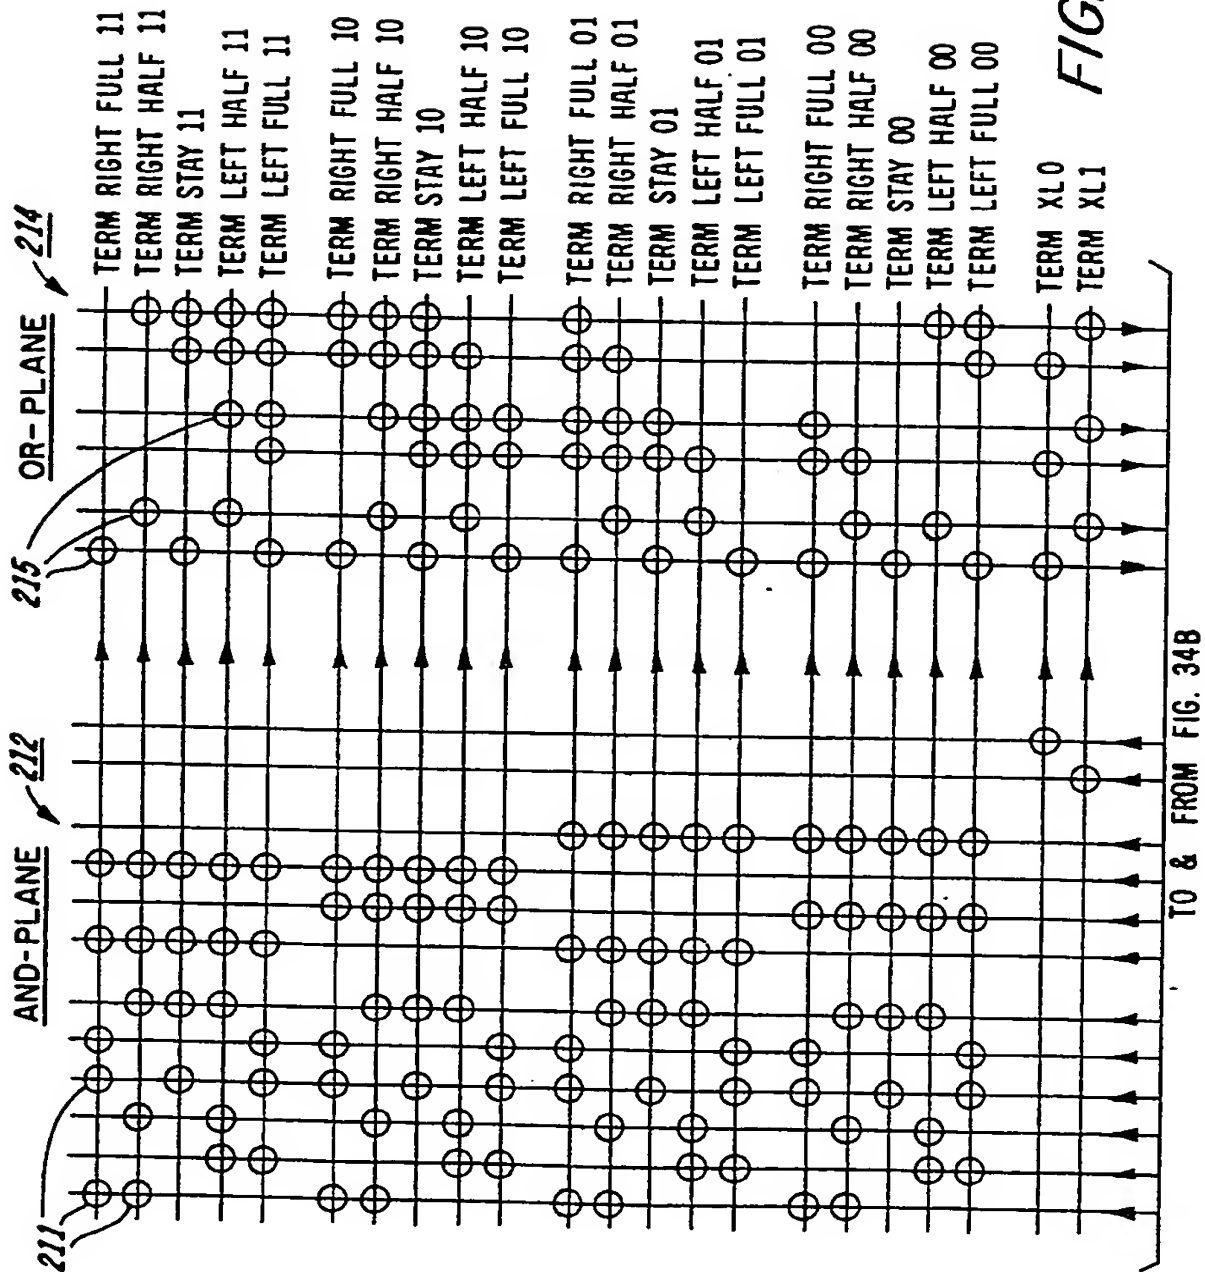 FIG.
AND-PLANE
212
OR-PLANE
214
211
215
TERM RIGHT FULL 11
TERM RIGHT HALF 11
TERM STAY 11
TERM LEFT HALF 11
TERM LEFT FULL 11
TERM RIGHT FULL 10
TERM RIGHT HALF 10
TERM STAY 10
TERM LEFT HALF 10
TERM LEFT FULL 10
TERM RIGHT FULL 01
TERM RIGHT HALF 01
TERM STAY 01
TERM LEFT HALF 01
TERM LEFT FULL 01
TERM RIGHT FULL 00
TERM RIGHT HALF 00
TERM STAY 00
TERM LEFT HALF 00
TERM LEFT FULL 00
TERM XL0
TERM XL1
TO & FROM FIG. 34B